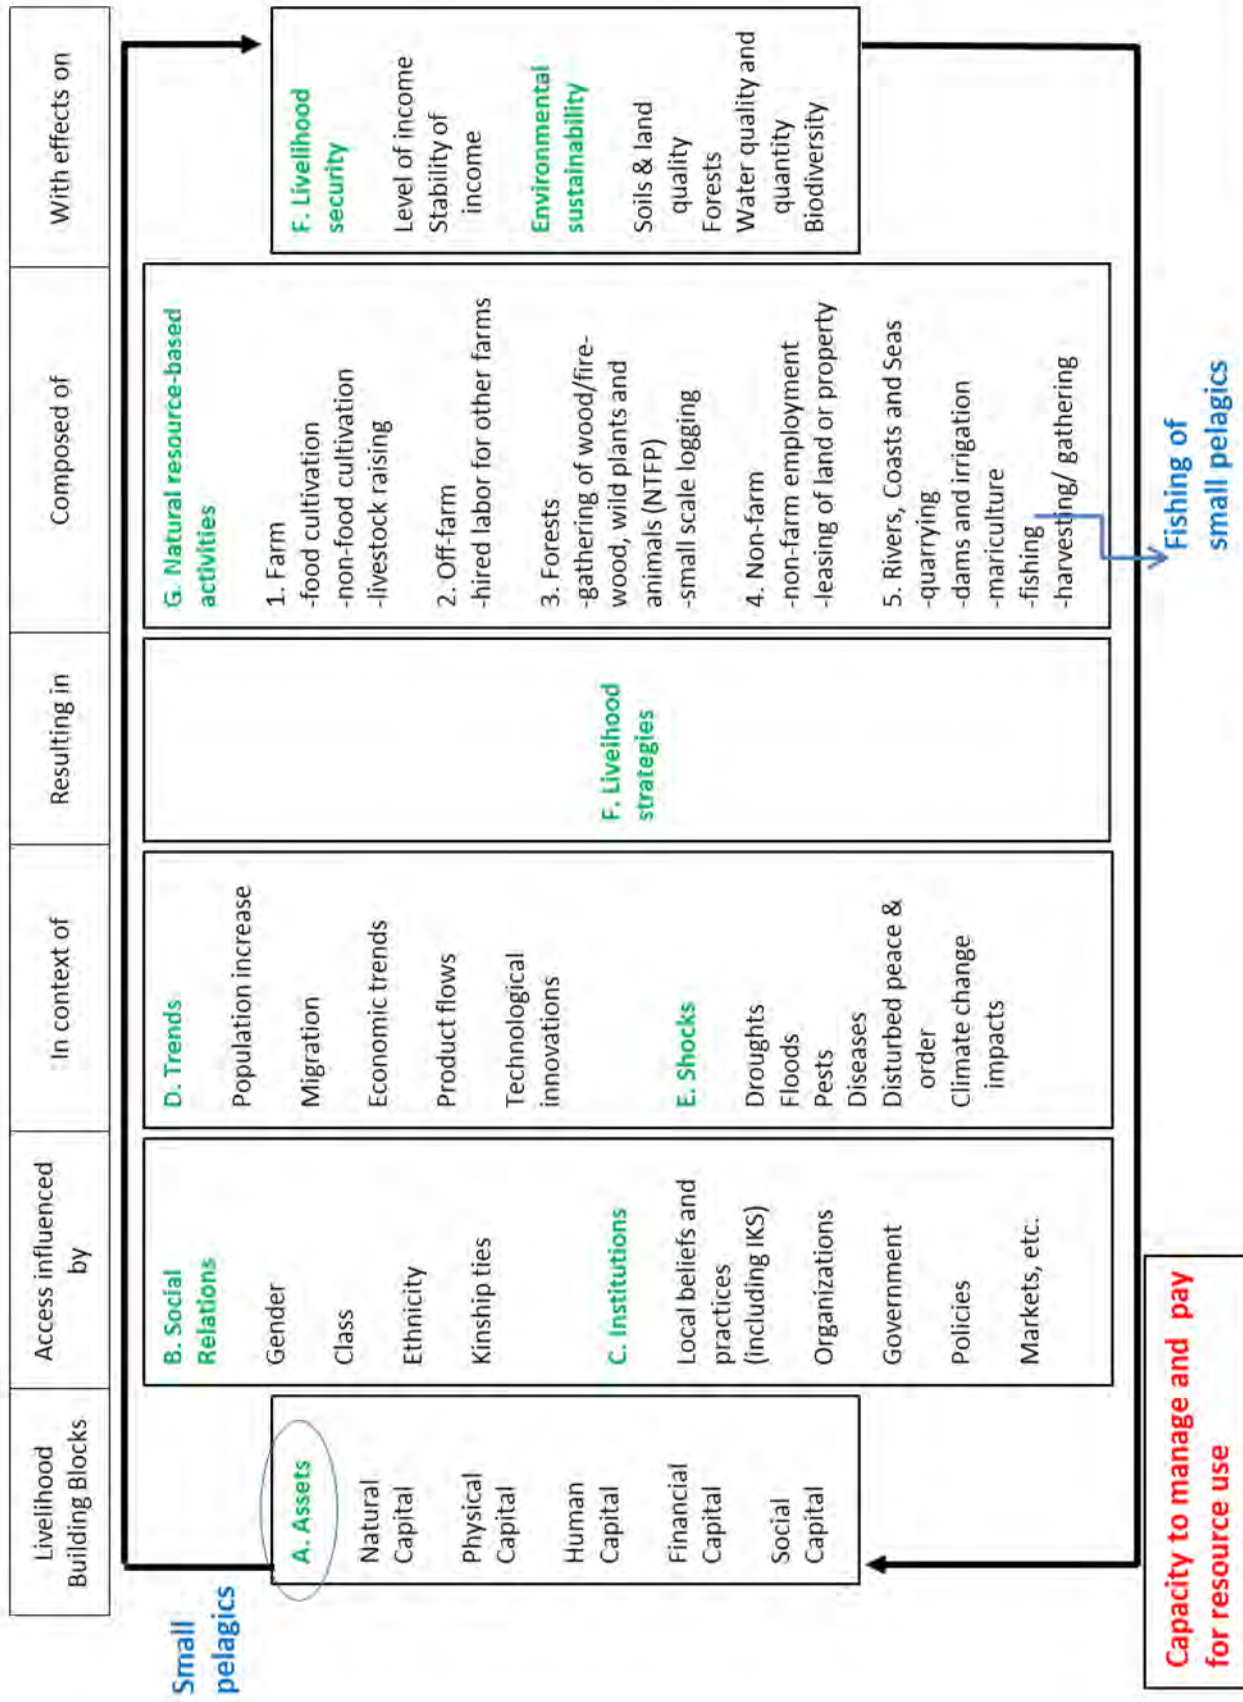 Livelihood
Building Blocks
Access influenced
by
In context of
Resulting in
Composed of
With effects on
Small
pelagics
A. Assets
Natural
Capital
Physical
Capital
Human
Capital
Financial
Capital
Social
Capital
B. Social
Relations
Gender
Class
Ethnicity
Kinship ties
C. Institutions
Local beliefs and
practices
(including IKS)
Organizations
Government
Policies
Markets, etc.
D. Trends
Population increase
Migration
Economic trends
Product flows
Technological
innovations
E. Shocks
Droughts
Floods
Pests
Diseases
Disturbed peace &
order
Climate change
impacts
F. Liveihood
strategies
G. Natural resource-based
activities
1. Farm
-food cultivation
-non-food cultivation
-livestock raising
2. Off-farm
-hired labor for other farms
3. Forests
-gathering of wood/fire-
wood, wild plants and
animals (NTFP)
-small scale logging
4. Non-farm
-non-farm employment
-leasing of land or property
5. Rivers, Coasts and Seas
-quarrying
-dams and irrigation
-mariculture
-fishing
-harvesting/ gathering
F. Livelihood
security
Level of income
Stability of
income
Environmental
sustainability
Soils & land
quality
Forests
Water quality and
quantity
Biodiversity
Fishing of
small pelagics
Capacity to manage and pay
for resource use